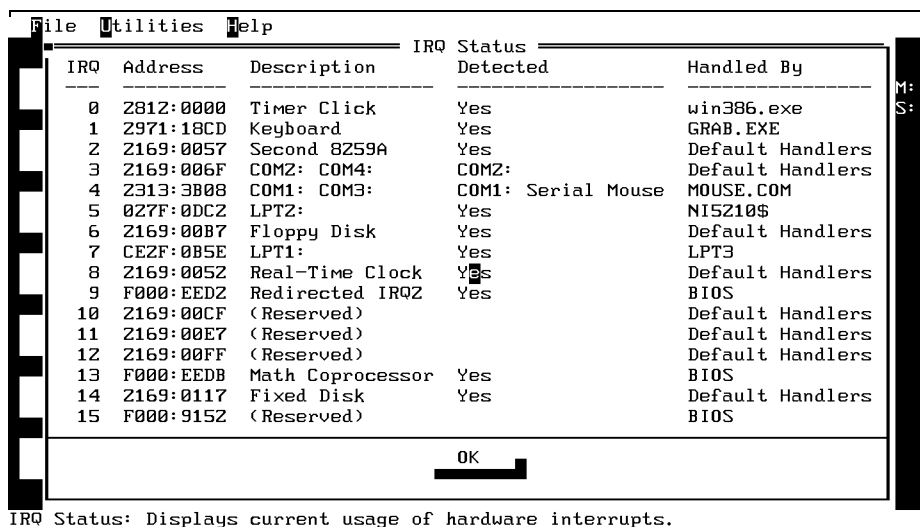 File Utilities Help
IRQ Status
IRQ Address Description Detected Handled By
--- --------- ---------------- ------------------ ----------------
0 2812:0000 Timer Click Yes win386.exe
1 2971:18CD Keyboard Yes GRAB.EXE
2 2169:0057 Second 8259A Yes Default Handlers
3 2169:006F COM2: COM4: COM2: Default Handlers
4 2313:3B08 COM1: COM3: COM1: Serial Mouse MOUSE.COM
5 027F:0DC2 LPT2: Yes NI5210$
6 2169:00B7 Floppy Disk Yes Default Handlers
7 CE2F:0B5E LPT1: Yes LPT3
8 2169:0052 Real-Time Clock Yes Default Handlers
9 F000:EED2 Redirected IRQ2 Yes BIOS
10 2169:00CF (Reserved) Default Handlers
11 2169:00E7 (Reserved) Default Handlers
12 2169:00FF (Reserved) Default Handlers
13 F000:EEDB Math Coprocessor Yes BIOS
14 2169:0117 Fixed Disk Yes Default Handlers
15 F000:9152 (Reserved) BIOS
M:
S:
OK
IRQ Status: Displays current usage of hardware interrupts.